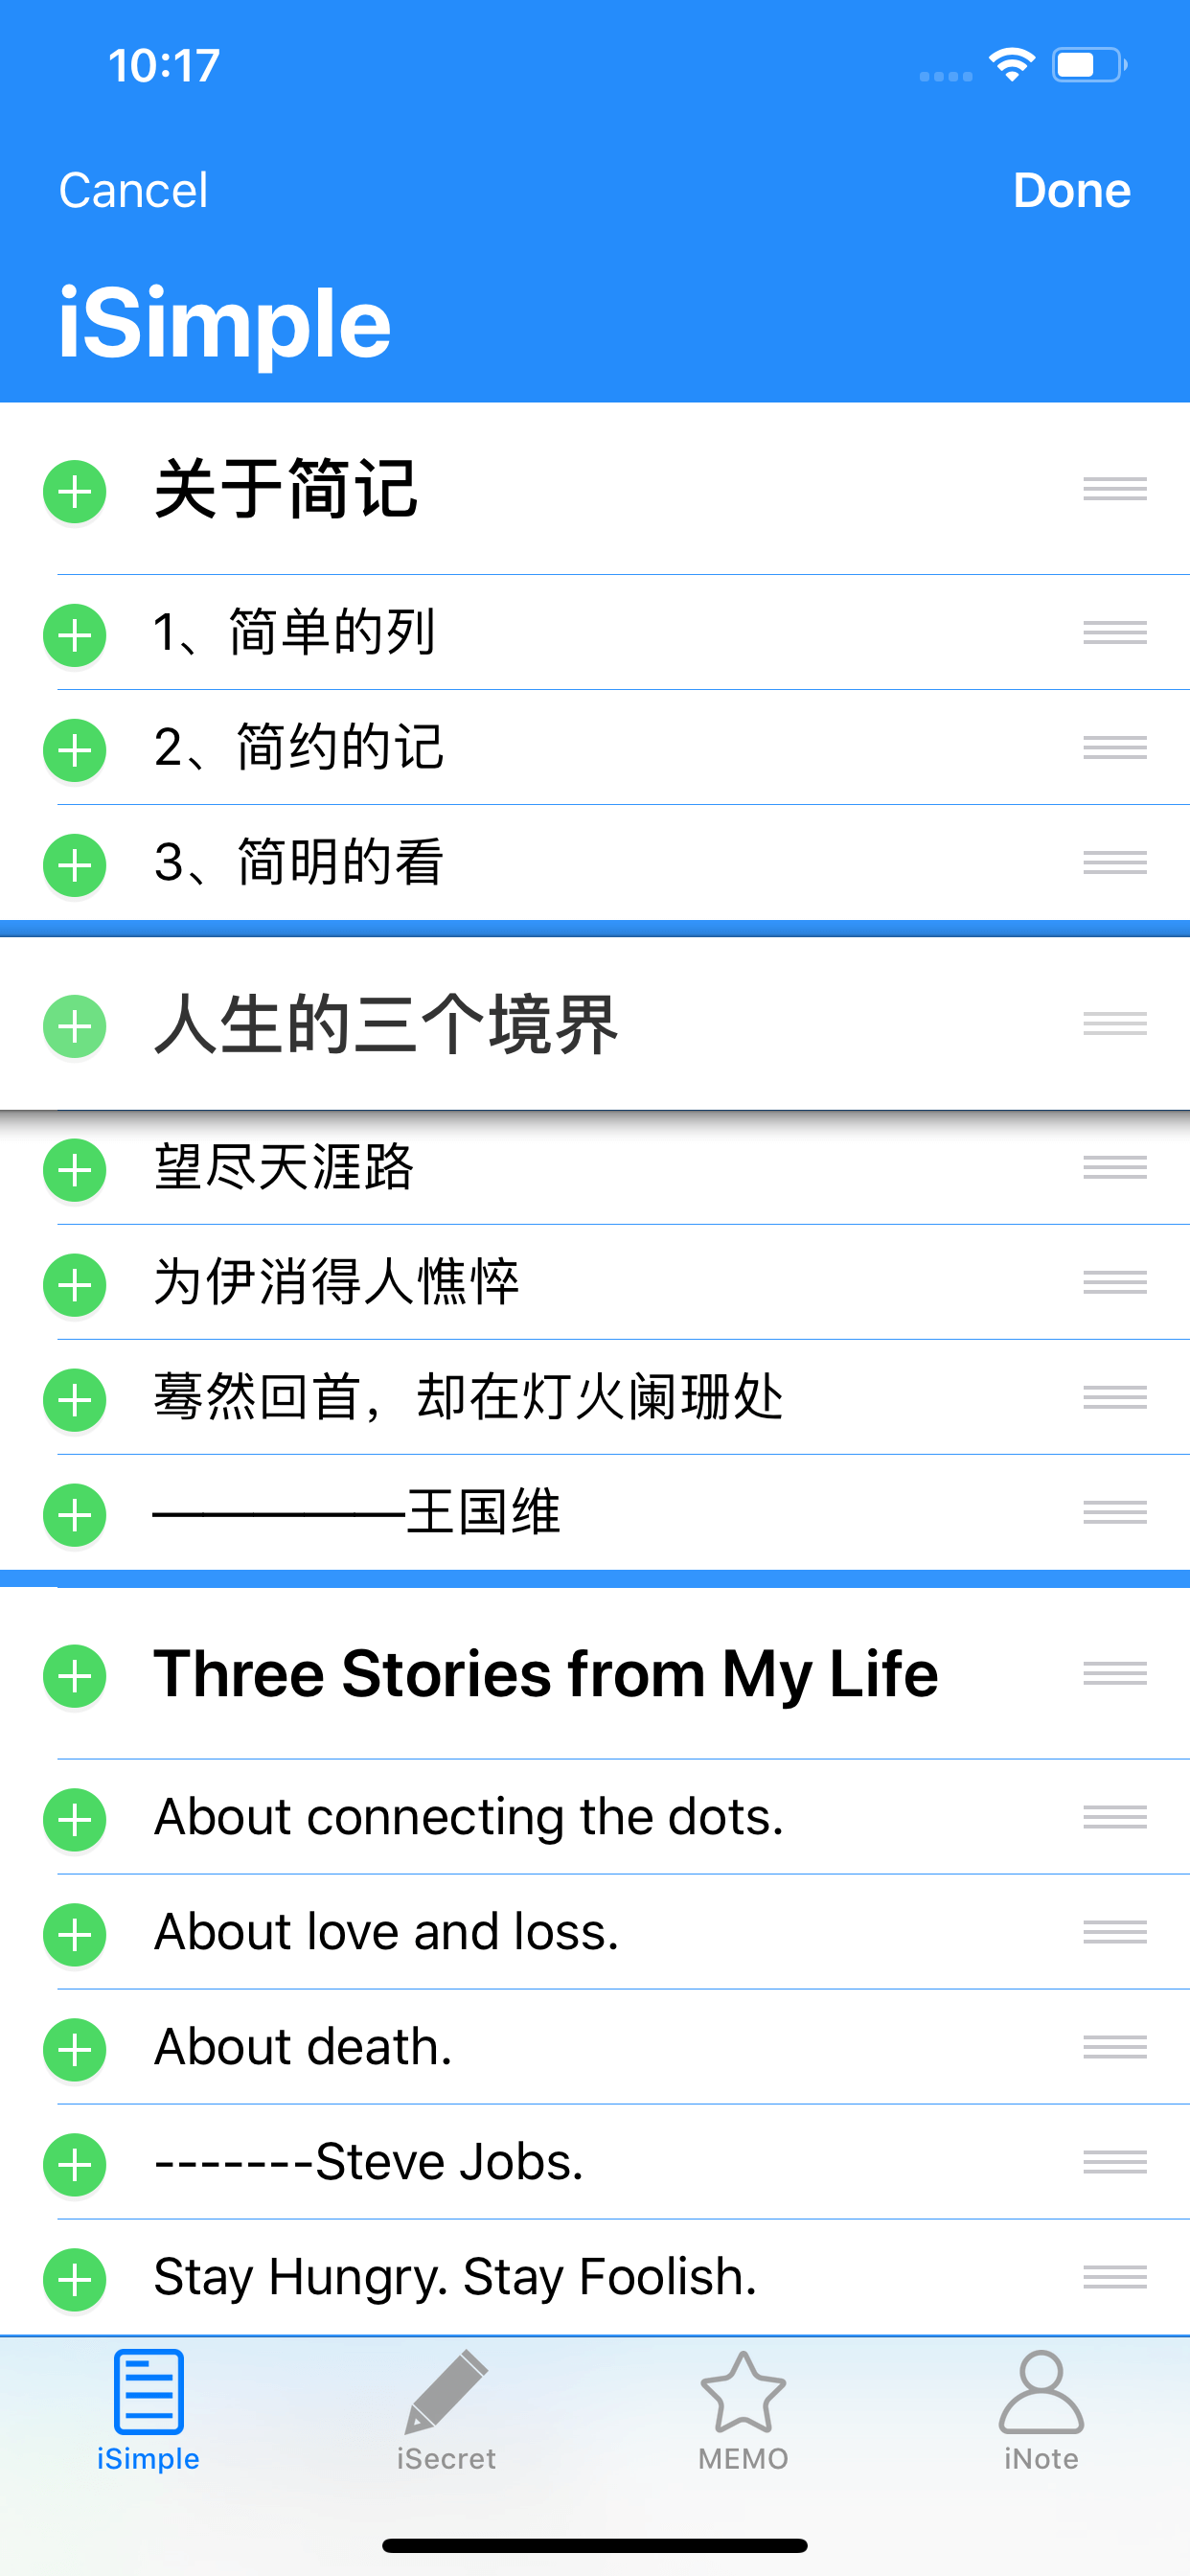 10:17
Cancel Done
iSimple
关于简记
1、简单的列
2、简约的记
3、简明的看
人生的三个境界
望尽天涯路
为伊消得人憔悴
蓦然回首，却在灯火阑珊处
—————王国维
Three Stories from My Life
About connecting the dots.
About love and loss.
About death.
-------Steve Jobs.
Stay Hungry. Stay Foolish.
iSimple iSecret MEMO iNote